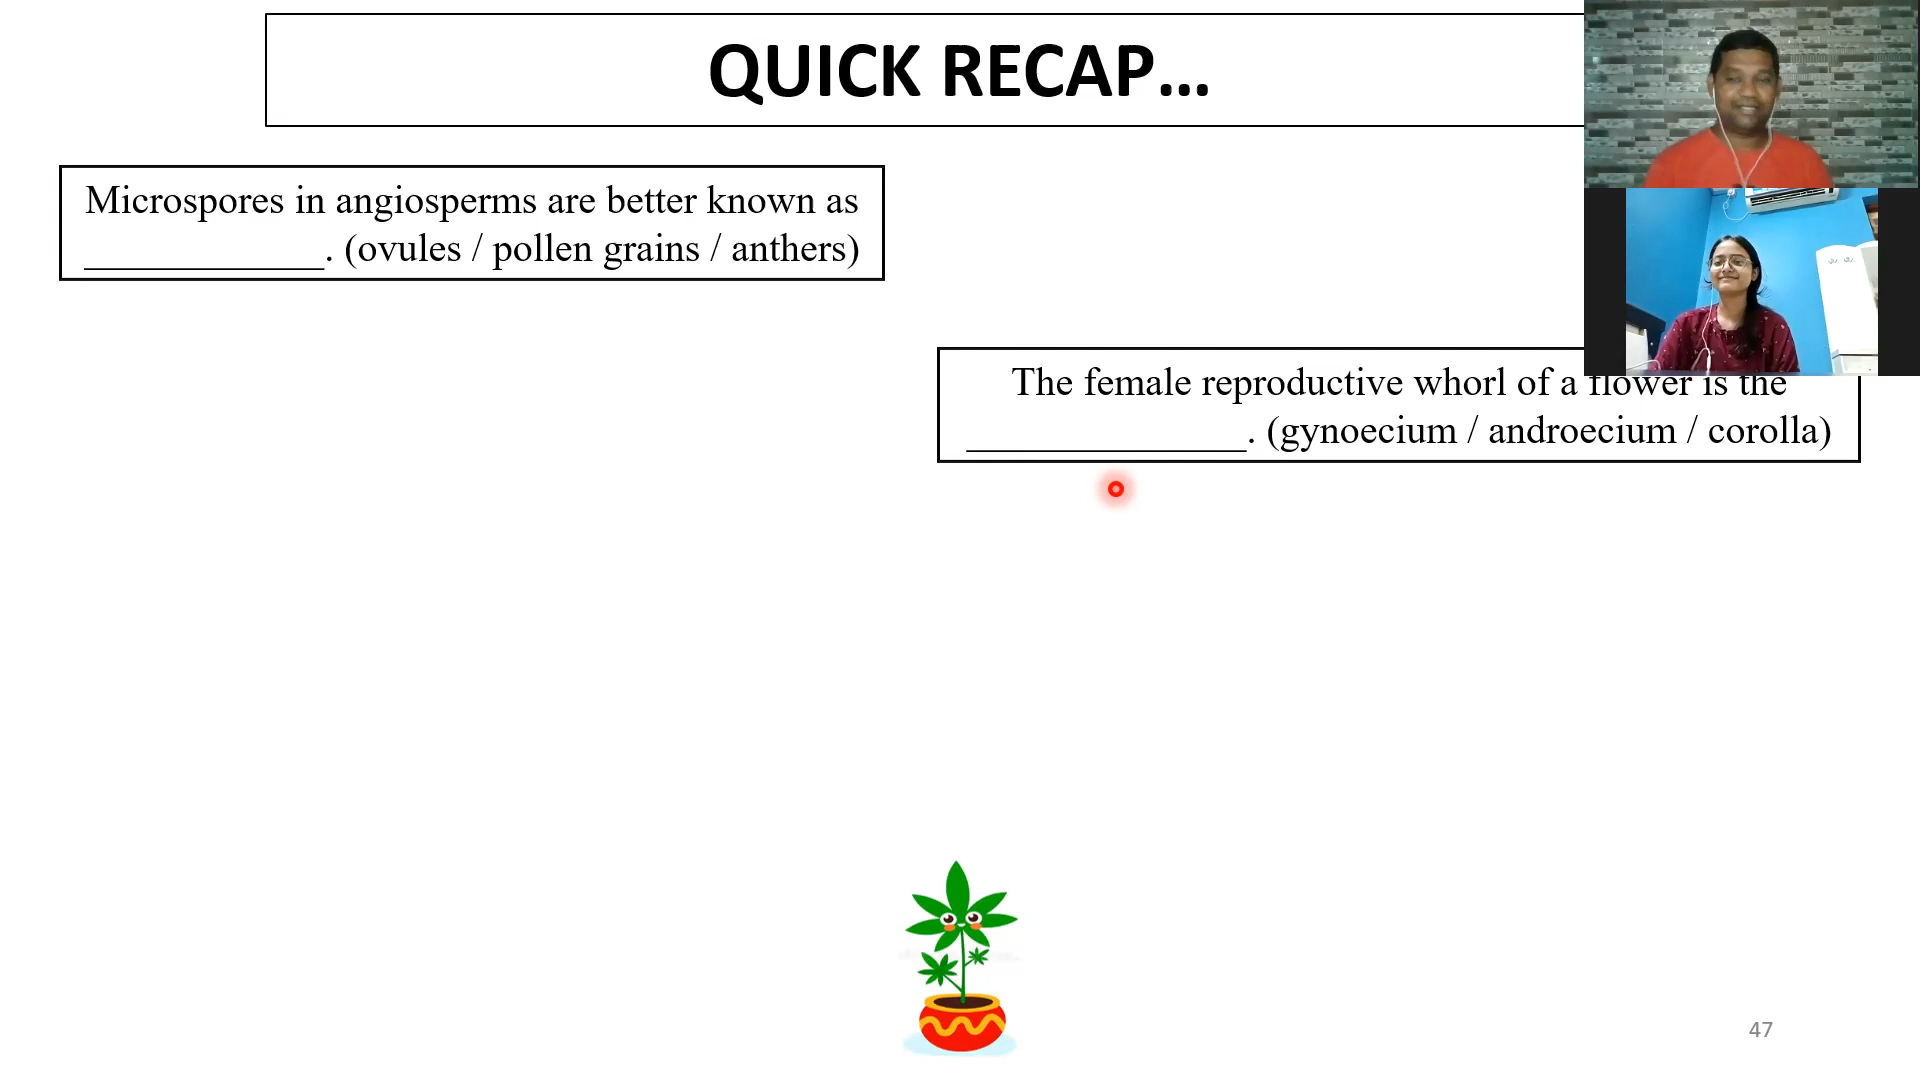 QUICK RECAP...
Microspores in angiosperms are better known as
____________. (ovules / pollen grains / anthers)
The female reproductive whorl of a flower is the
______________. (gynoecium / androecium / corolla)
47